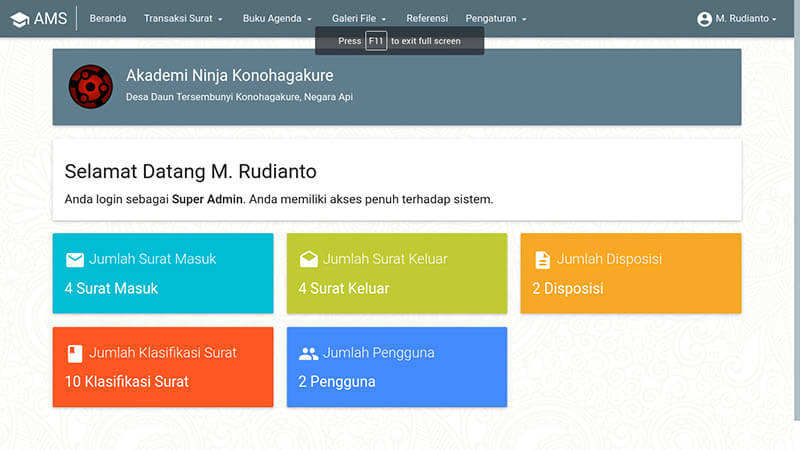 AMS Beranda Transaksi Surat Buku Agenda Galeri File Referensi Pengaturan M. Rudianto
Press F11 to exit full screen
Akademi Ninja Konohagakure
Desa Daun Tersembunyi Konohagakure, Negara Api
Selamat Datang M. Rudianto
Anda login sebagai Super Admin. Anda memiliki akses penuh terhadap sistem.
Jumlah Surat Masuk
4 Surat Masuk
Jumlah Surat Keluar
4 Surat Keluar
Jumlah Disposisi
2 Disposisi
Jumlah Klasifikasi Surat
10 Klasifikasi Surat
Jumlah Pengguna
2 Pengguna